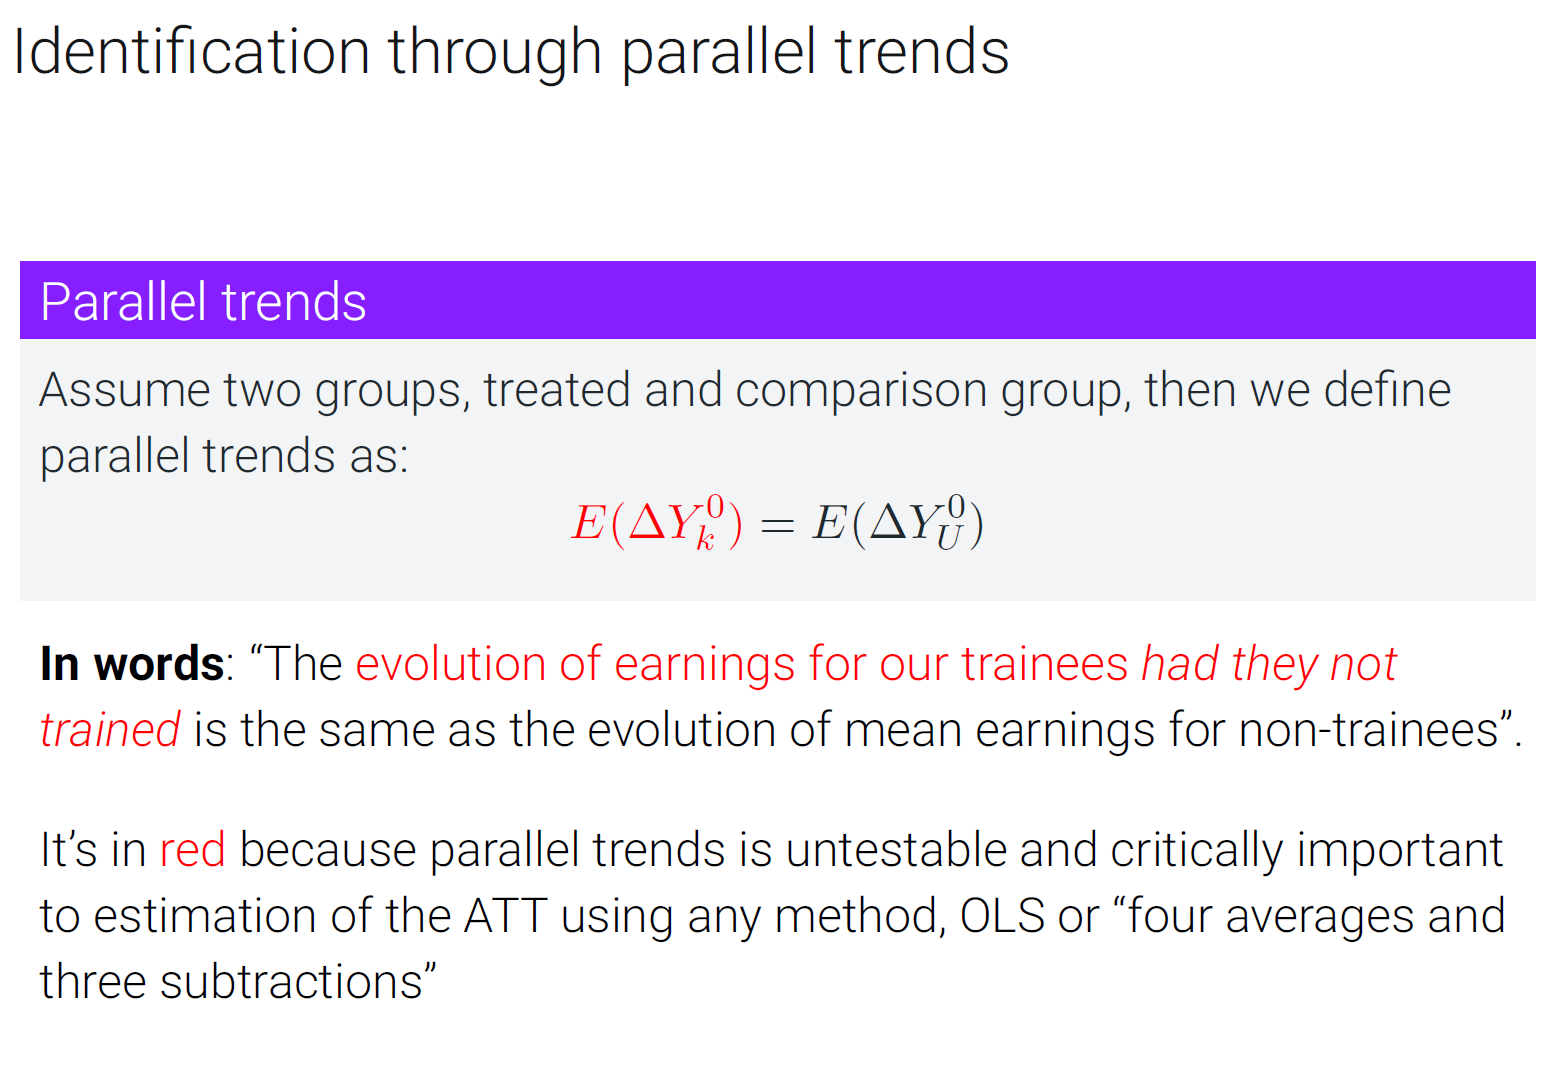 Identification through parallel trends
Parallel trends
Assume two groups, treated and comparison group, then we define
parallel trends as:
E(ΔY_k^0) = E(ΔY_U^0)
In words: “The evolution of earnings for our trainees had they not
trained is the same as the evolution of mean earnings for non-trainees”.
It’s in red because parallel trends is untestable and critically important
to estimation of the ATT using any method, OLS or “four averages and
three subtractions”